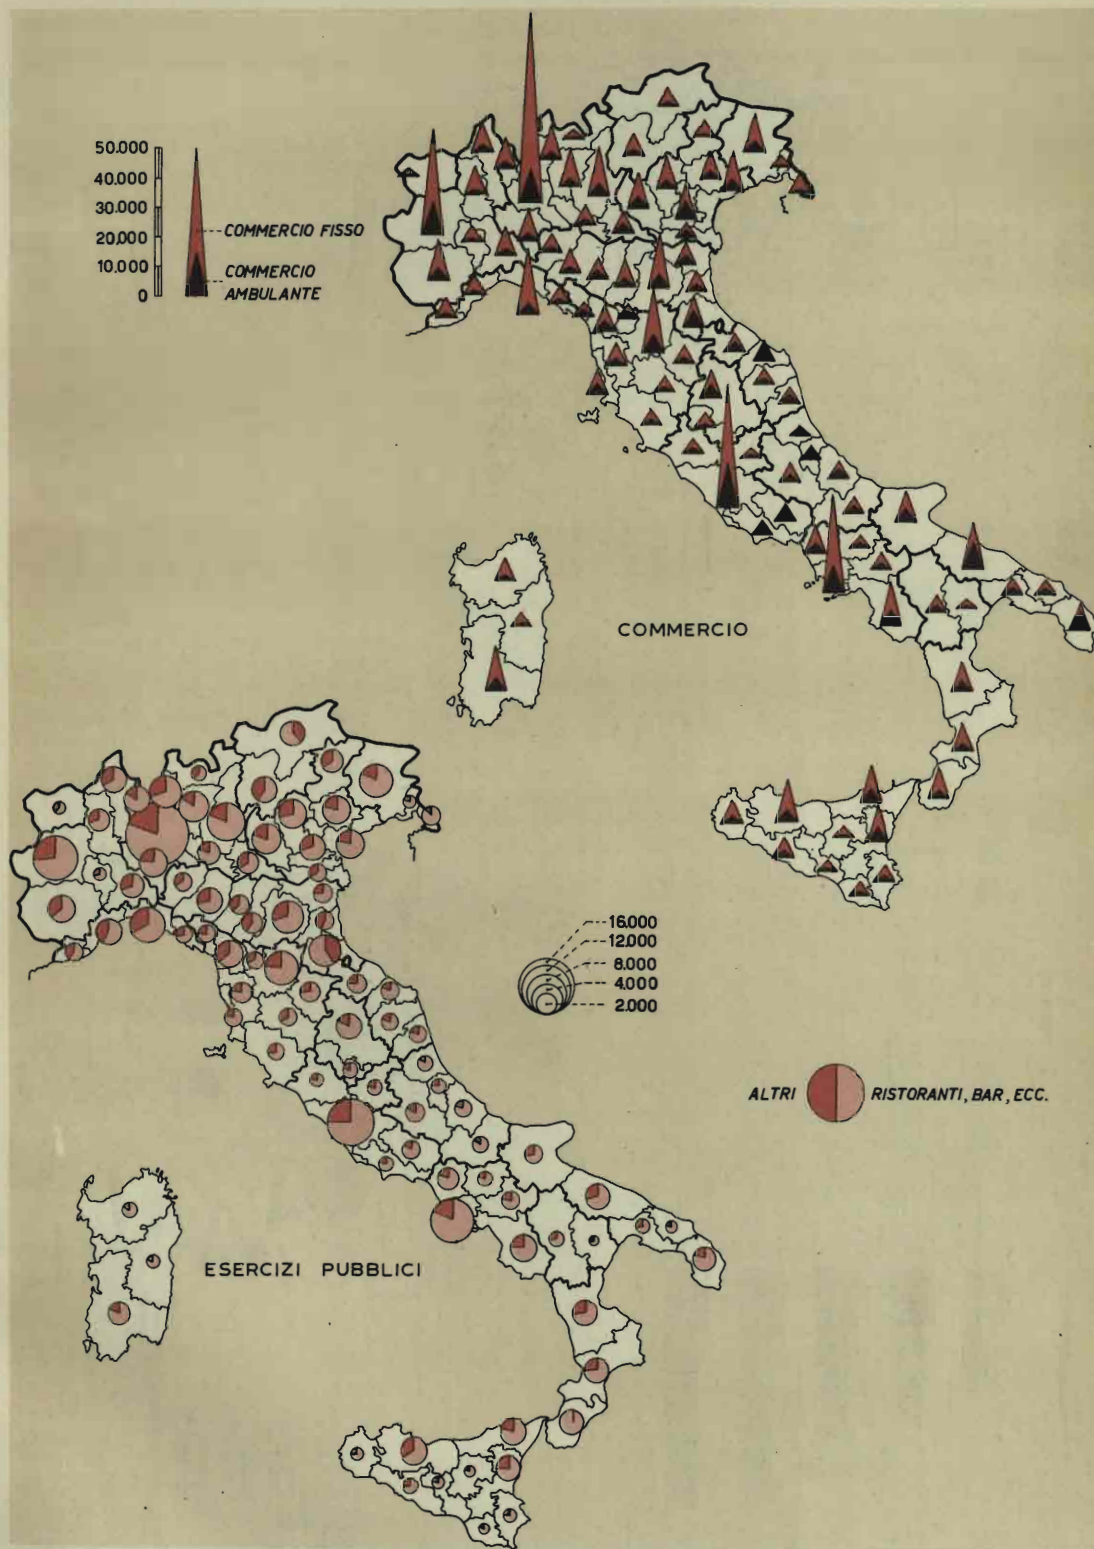 50.000
40.000
30.000
20.000
10.000
0
COMMERCIO FISSO
COMMERCIO
AMBULANTE
COMMERCIO
16.000
12.000
8.000
4.000
2.000
ALTRI
RISTORANTI, BAR, ECC.
ESERCIZI PUBBLICI